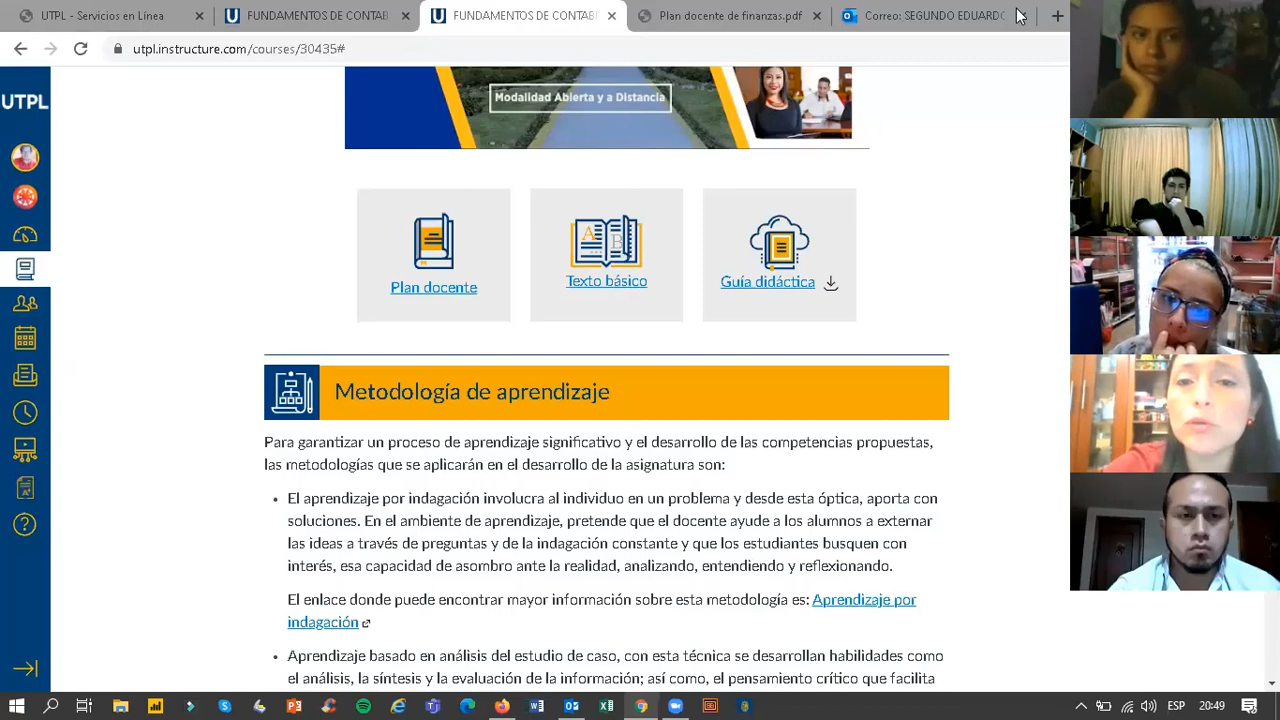 UTPL - Servicios en Línea
FUNDAMENTOS DE CONTAB
FUNDAMENTOS DE CONTAB
Plan docente de finanzas.pdf
Correo: SEGUNDO EDUARDO
utpl.instructure.com/courses/30435#
UTPL
Modalidad Abierta y a Distancia
Plan docente
Texto básico
Guía didáctica
Metodología de aprendizaje
Para garantizar un proceso de aprendizaje significativo y el desarrollo de las competencias propuestas,
las metodologías que se aplicarán en el desarrollo de la asignatura son:
• El aprendizaje por indagación involucra al individuo en un problema y desde esta óptica, aporta con
soluciones. En el ambiente de aprendizaje, pretende que el docente ayude a los alumnos a externar
las ideas a través de preguntas y de la indagación constante y que los estudiantes busquen con
interés, esa capacidad de asombro ante la realidad, analizando, entendiendo y reflexionando.
El enlace donde puede encontrar mayor información sobre esta metodología es: Aprendizaje por
indagación
• Aprendizaje basado en análisis del estudio de caso, con esta técnica se desarrollan habilidades como
el análisis, la síntesis y la evaluación de la información; así como, el pensamiento crítico que facilita
ESP
20:49